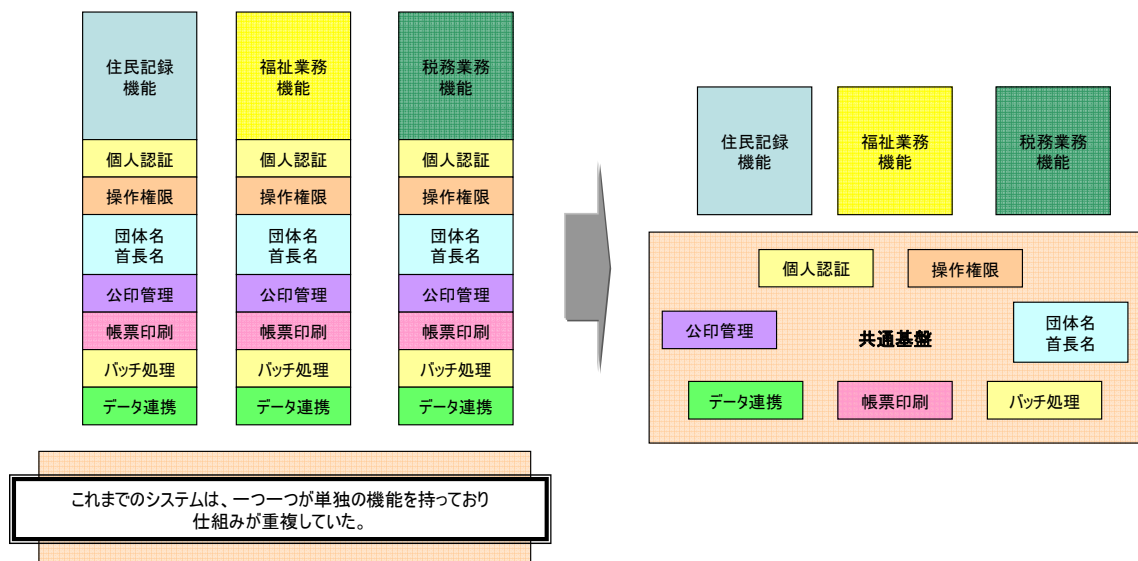 住民記録
機能
福祉業務
機能
税務業務
機能
個人認証
個人認証
個人認証
操作権限
操作権限
操作権限
団体名
首長名
団体名
首長名
団体名
首長名
公印管理
公印管理
公印管理
帳票印刷
帳票印刷
帳票印刷
バッチ処理
バッチ処理
バッチ処理
データ連携
データ連携
データ連携
これまでのシステムは、一つ一つが単独の機能を持っており
仕組みが重複していた。
住民記録
機能
福祉業務
機能
税務業務
機能
個人認証
操作権限
公印管理
共通基盤
団体名
首長名
データ連携
帳票印刷
バッチ処理